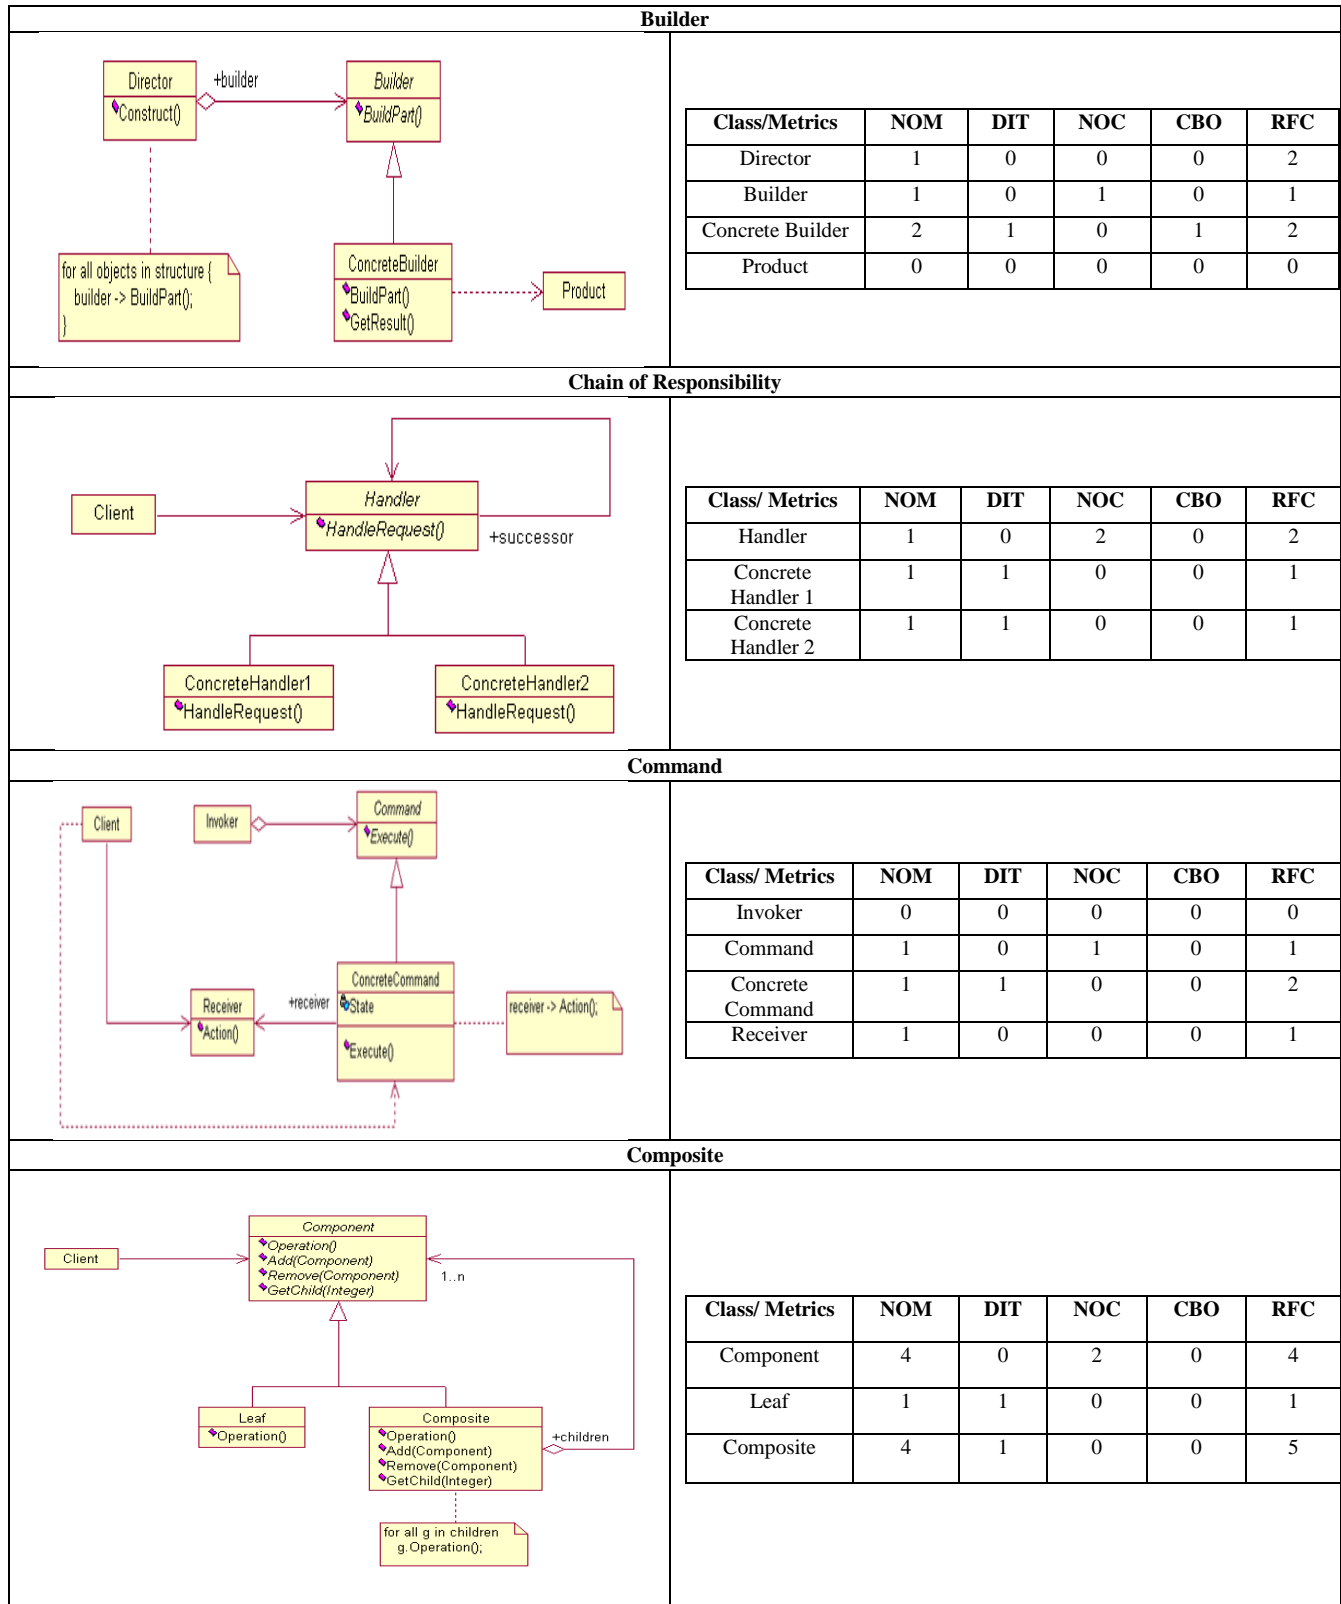 Builder
Director
Construct()
+builder
Builder
BuildPart()
for all objects in structure {
builder -> BuildPart();
}
ConcreteBuilder
BuildPart()
GetResult()
Product
Class/Metrics NOM DIT NOC CBO RFC
Director 1 0 0 0 2
Builder 1 0 1 0 1
Concrete Builder 2 1 0 1 2
Product 0 0 0 0 0
Chain of Responsibility
Client
Handler
HandleRequest()
+successor
ConcreteHandler1
HandleRequest()
ConcreteHandler2
HandleRequest()
Class/ Metrics NOM DIT NOC CBO RFC
Handler 1 0 2 0 2
Concrete 1 1 0 0 1
Handler 1
Concrete 1 1 0 0 1
Handler 2
Command
Client
Invoker
Command
Execute()
Receiver
Action()
+receiver
ConcreteCommand
State
Execute()
receiver -> Action();
Class/ Metrics NOM DIT NOC CBO RFC
Invoker 0 0 0 0 0
Command 1 0 1 0 1
Concrete 1 1 0 0 2
Command
Receiver 1 0 0 0 1
Composite
Client
Component
Operation()
Add(Component)
Remove(Component)
GetChild(Integer)
1..n
Leaf
Operation()
Composite
Operation()
Add(Component)
Remove(Component)
GetChild(Integer)
+children
for all g in children
g.Operation();
Class/ Metrics NOM DIT NOC CBO RFC
Component 4 0 2 0 4
Leaf 1 1 0 0 1
Composite 4 1 0 0 5